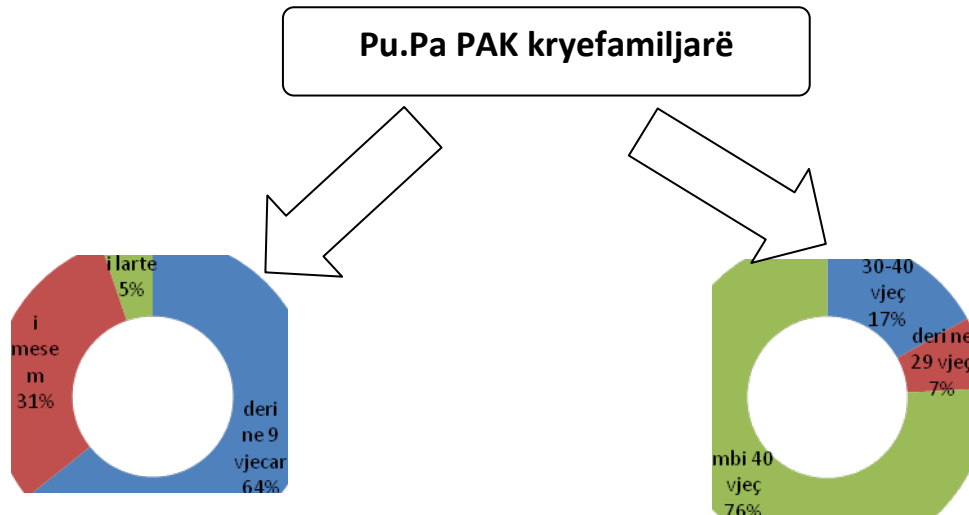 Pu.Pa PAK kryefamiljarë
i larte
5%
i
mese
m
31%
deri
ne 9
vjecar
64%
30-40
vjeç
17%
deri ne
29 vjeç
7%
mbi 40
vjeç
76%